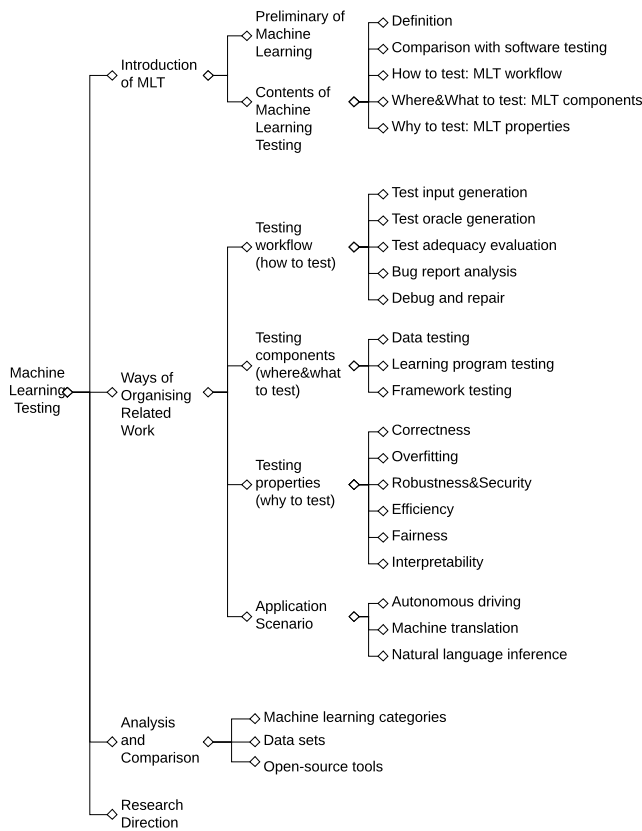 Machine
Learning
Testing
Introduction
of MLT
Preliminary of
Machine
Learning
Contents of
Machine
Learning
Testing
Definition
Comparison with software testing
How to test: MLT workflow
Where&What to test: MLT components
Why to test: MLT properties
Ways of
Organising
Related
Work
Testing
workflow
(how to test)
Test input generation
Test oracle generation
Test adequacy evaluation
Bug report analysis
Debug and repair
Testing
components
(where&what
to test)
Data testing
Learning program testing
Framework testing
Testing
properties
(why to test)
Correctness
Overfitting
Robustness&Security
Efficiency
Fairness
Interpretability
Application
Scenario
Autonomous driving
Machine translation
Natural language inference
Analysis
and
Comparison
Machine learning categories
Data sets
Open-source tools
Research
Direction